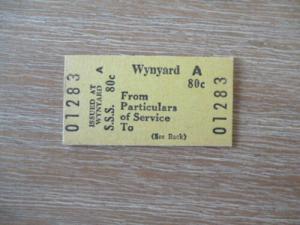 01283
ISSUED AT
WYNYARD
A
S.S.S. 80c
Wynyard A
80c
From
Particulars
of Service
To
(See Back)
01283